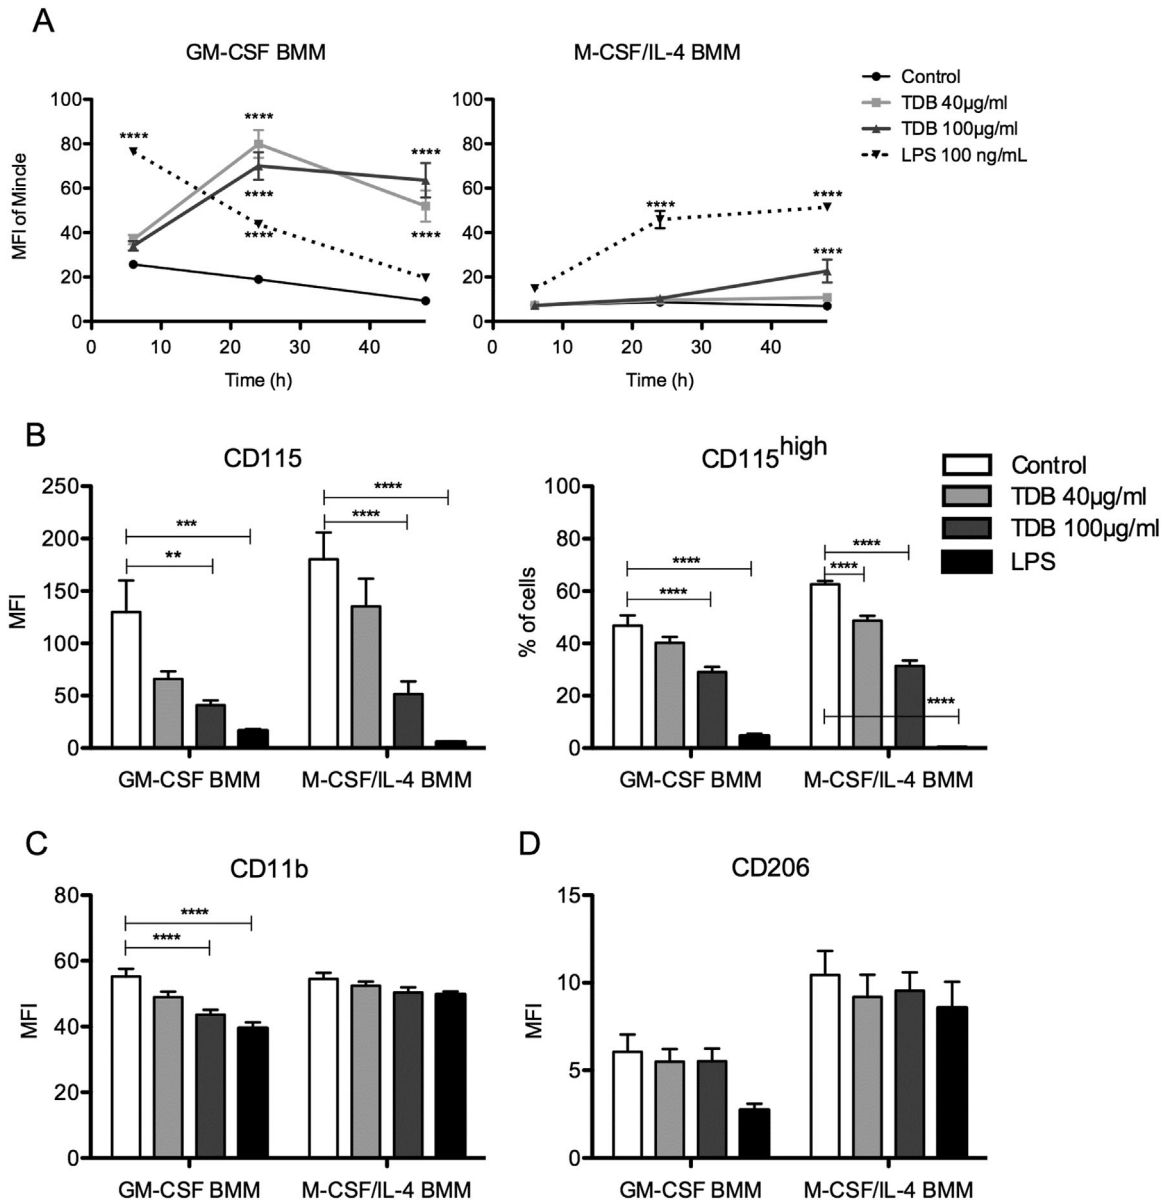 A
GM-CSF BMM
M-CSF/IL-4 BMM
Control
TDB 40µg/ml
TDB 100µg/ml
LPS 100 ng/mL
MFI of Mincle
100
80
60
40
20
0
0 10 20 30 40
Time (h)
**** **** **** **** **** ****
100
80
60
40
20
0
0 10 20 30 40
Time (h)
**** **** ****
B
CD115
MFI
250
200
150
100
50
0
*** ** **** ****
GM-CSF BMM M-CSF/IL-4 BMM
CD115high
% of cells
100
80
60
40
20
0
**** **** **** **** ****
GM-CSF BMM M-CSF/IL-4 BMM
Control
TDB 40µg/ml
TDB 100µg/ml
LPS
C
CD11b
MFI
80
60
40
20
0
****
****
GM-CSF BMM M-CSF/IL-4 BMM
D
CD206
MFI
15
10
5
0
GM-CSF BMM M-CSF/IL-4 BMM